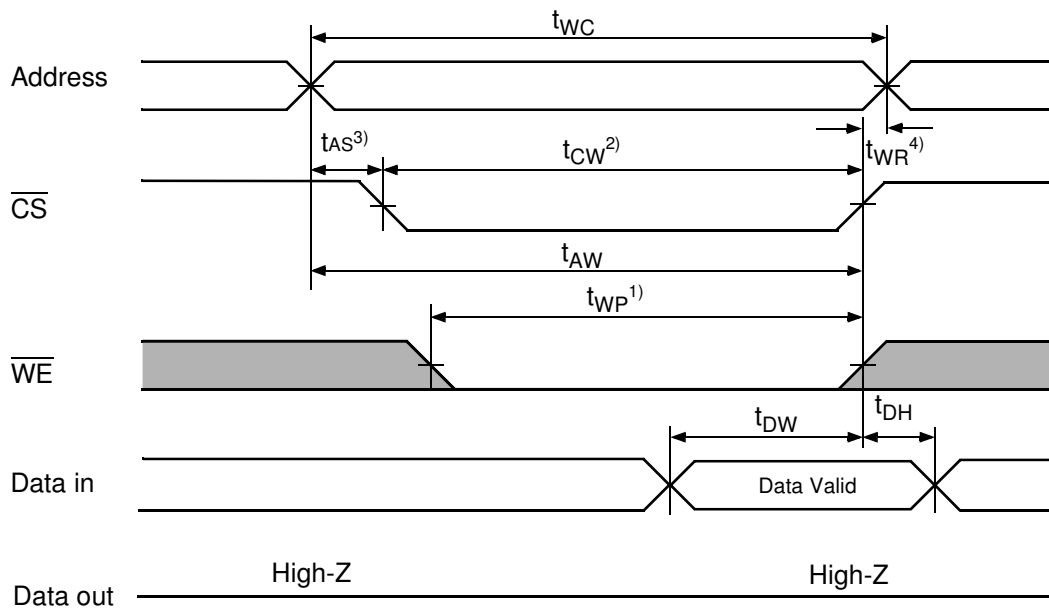 tWC
Address
tAS3)
tCW2)
tWR4)
CS
tAW
tWP1)
WE
tDW
tDH
Data in
Data Valid
High-Z
High-Z
Data out